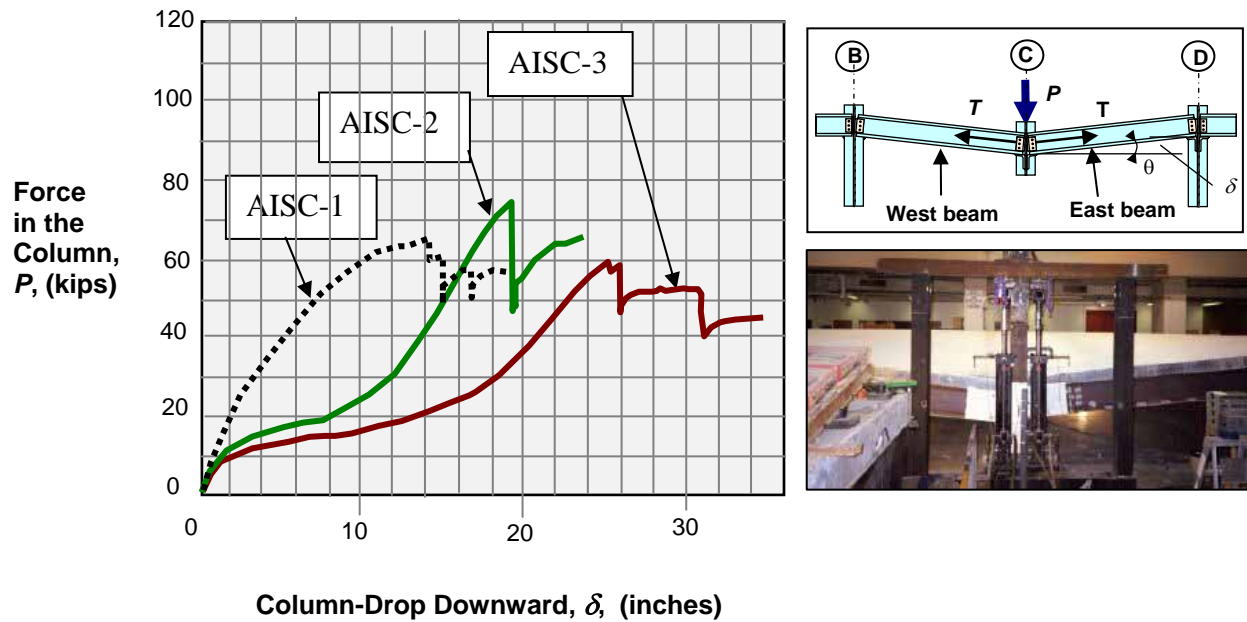 120
100
80
60
40
20
0
0
10
20
30
Force
in the
Column,
P, (kips)
Column-Drop Downward, δ, (inches)
AISC-1
AISC-2
AISC-3
B
C
D
T
P
T
θ
δ
West beam
East beam